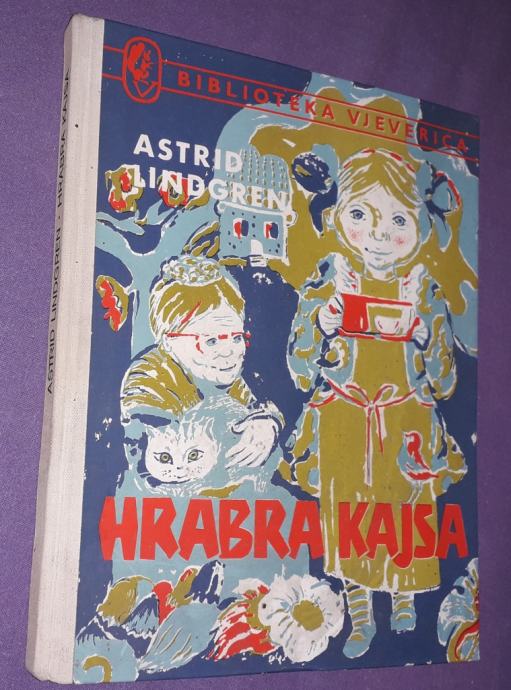 BIBLIOTEKA VJEVERICA
ASTRID
LINDGREN
HRABRA KAJSA
ASTRID LINDGREN · HRABRA KAJSA